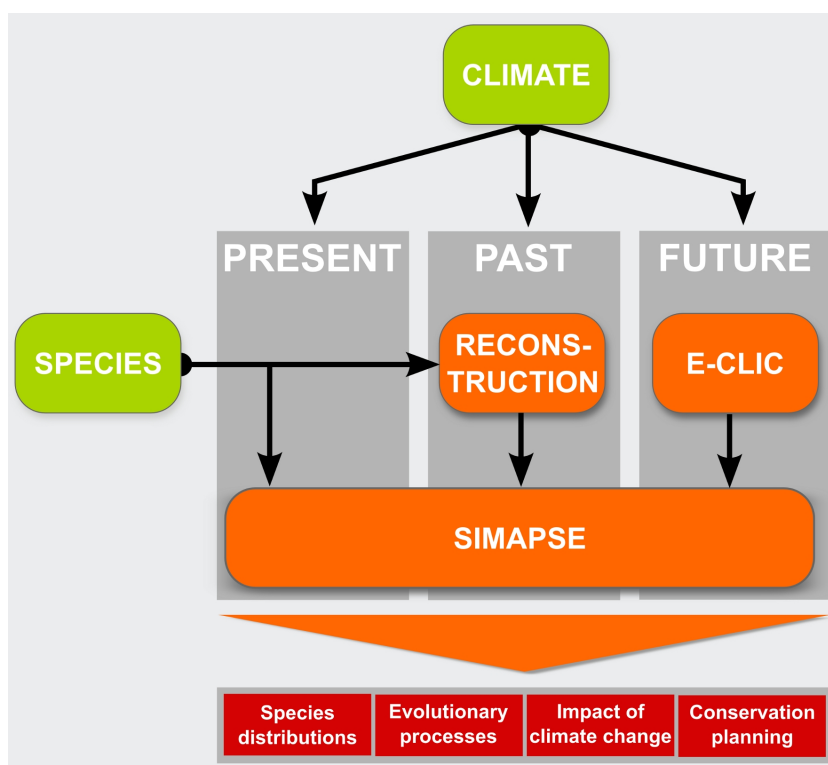 CLIMATE
PRESENT
PAST
FUTURE
SPECIES
RECONS-
TRUCTION
E-CLIC
SIMAPSE
Species
distributions
Evolutionary
processes
Impact of
climate change
Conservation
planning